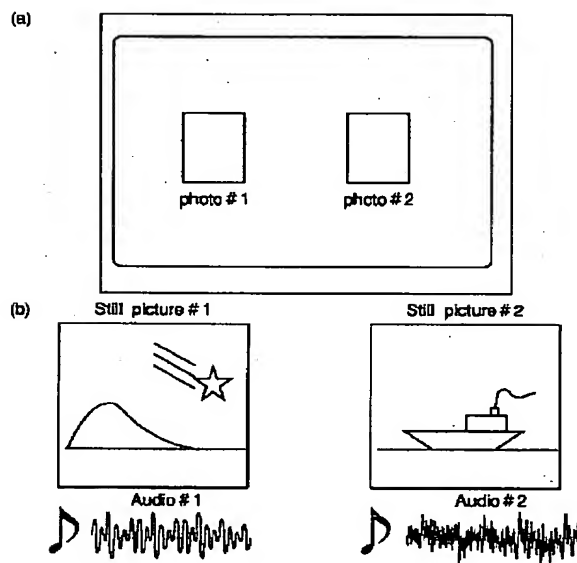 (a)
photo # 1 photo # 2
(b)
Still picture # 1 Still picture # 2
Audio # 1 Audio # 2